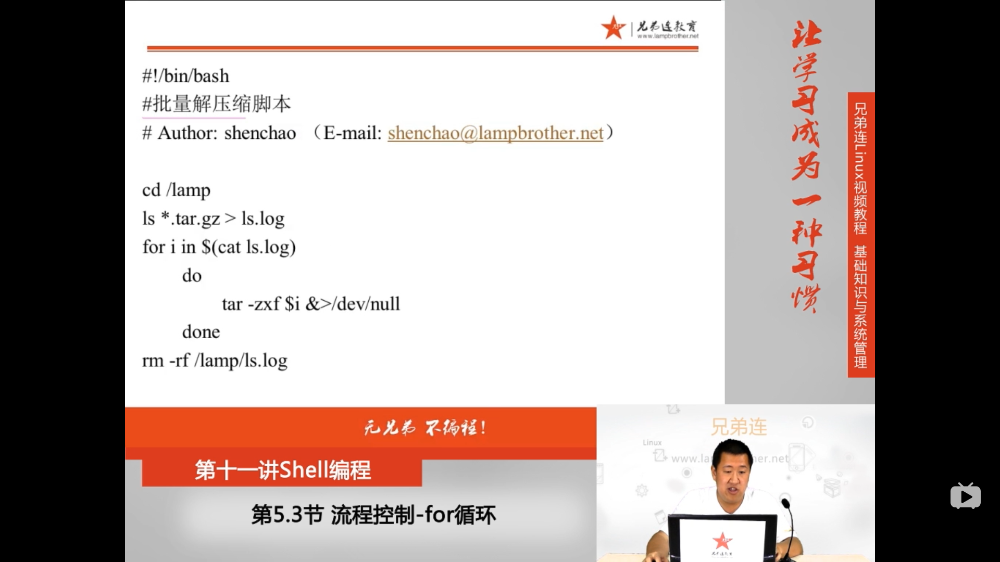 兄弟连教育
www.lampbrother.net
#!/bin/bash
#批量解压缩脚本
# Author: shenchao （E-mail: shenchao@lampbrother.net）
cd /lamp
ls *.tar.gz > ls.log
for i in $(cat ls.log)
do
tar -zxf $i &>/dev/null
done
rm -rf /lamp/ls.log
让学习成为一种习惯
兄弟连Linux视频教程 基础知识与系统管理
无兄弟 不编程!
第十一讲Shell编程
第5.3节 流程控制-for循环
兄弟连
Linux